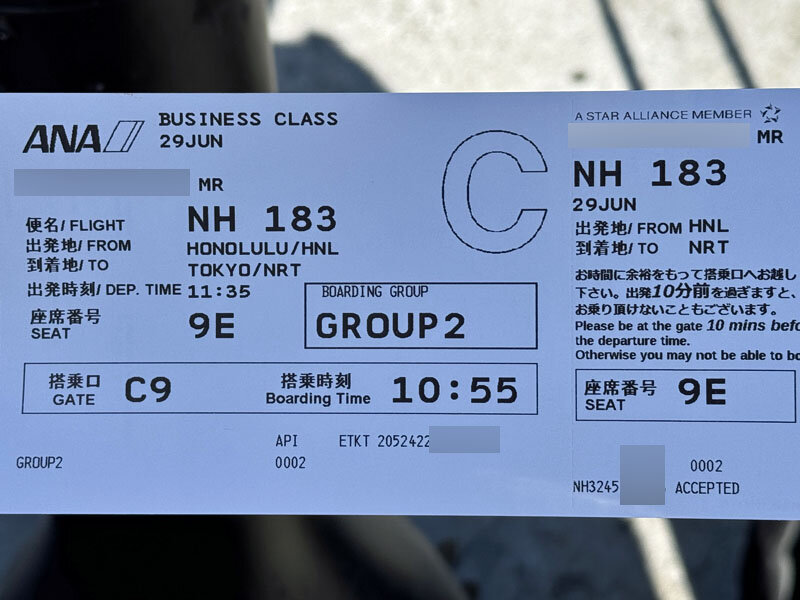 ANA
BUSINESS CLASS
29JUN
C
MR
便名/ FLIGHT NH 183
出発地/ FROM HONOLULU/HNL
到着地/ TO TOKYO/NRT
出発時刻/ DEP. TIME 11:35
座席番号
SEAT 9E
BOARDING GROUP
GROUP2
搭乗口
GATE C9
搭乗時刻
Boarding Time 10:55
API ETKT 2052422
GROUP2 0002
A STAR ALLIANCE MEMBER
MR
NH 183
29JUN
出発地/ FROM HNL
到着地/ TO NRT
お時間に余裕をもって搭乗口へお越し
下さい。出発10分前を過ぎますと、
お乗り頂けないこともございます。
Please be at the gate 10 mins befo
the departure time.
Otherwise you may not be able to bo
座席番号
SEAT 9E
0002
NH3245 ACCEPTED